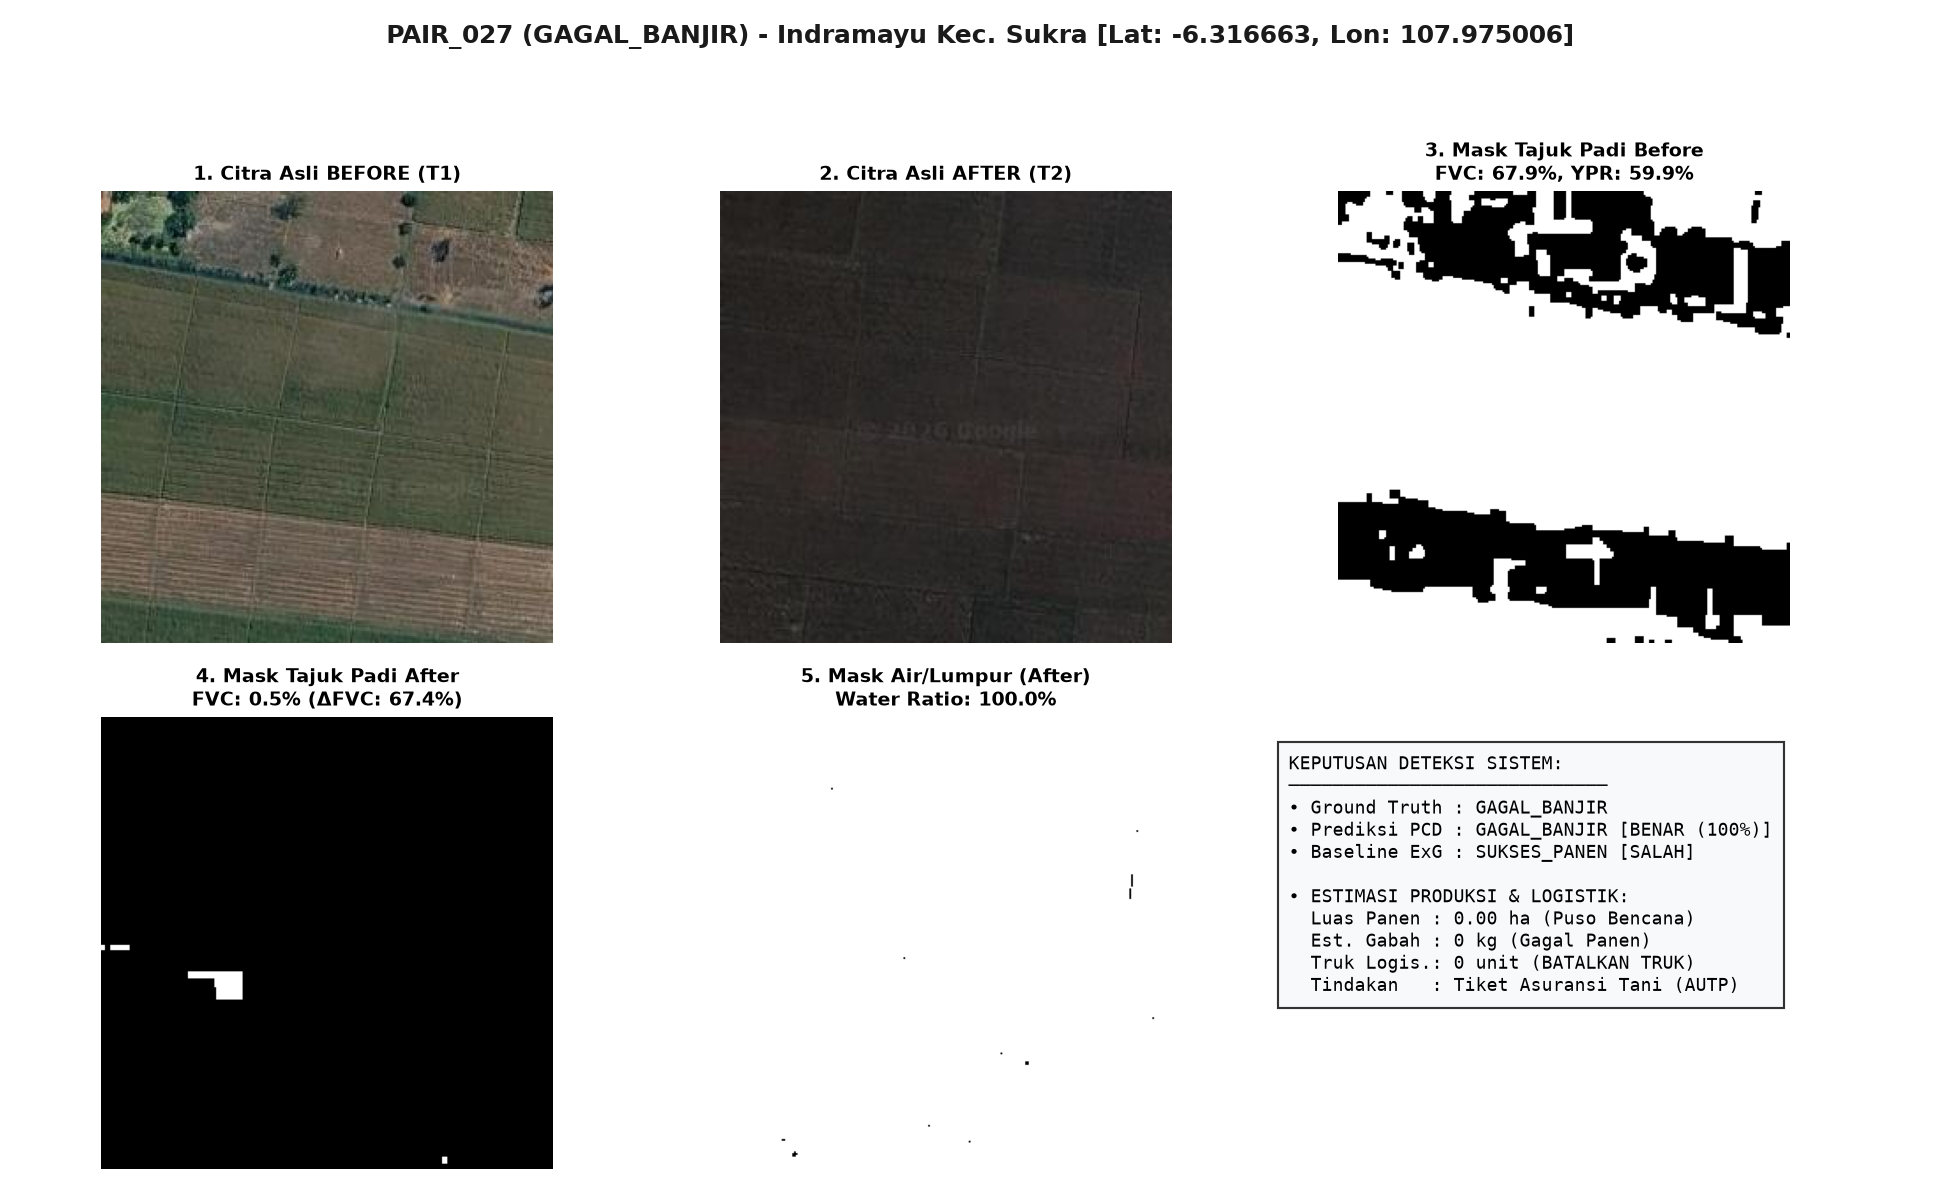 PAIR_027 (GAGAL_BANJIR) - Indramayu Kec. Sukra [Lat: -6.316663, Lon: 107.975006]
1. Citra Asli BEFORE (T1)
2. Citra Asli AFTER (T2)
3. Mask Tajuk Padi Before
FVC: 67.9%, YPR: 59.9%
© 2026 Google
4. Mask Tajuk Padi After
FVC: 0.5% (ΔFVC: 67.4%)
5. Mask Air/Lumpur (After)
Water Ratio: 100.0%
KEPUTUSAN DETEKSI SISTEM:
• Ground Truth : GAGAL_BANJIR
• Prediksi PCD : GAGAL_BANJIR [BENAR (100%)]
• Baseline ExG : SUKSES_PANEN [SALAH]
• ESTIMASI PRODUKSI & LOGISTIK:
Luas Panen : 0.00 ha (Puso Bencana)
Est. Gabah : 0 kg (Gagal Panen)
Truk Logis.: 0 unit (BATALKAN TRUK)
Tindakan : Tiket Asuransi Tani (AUTP)